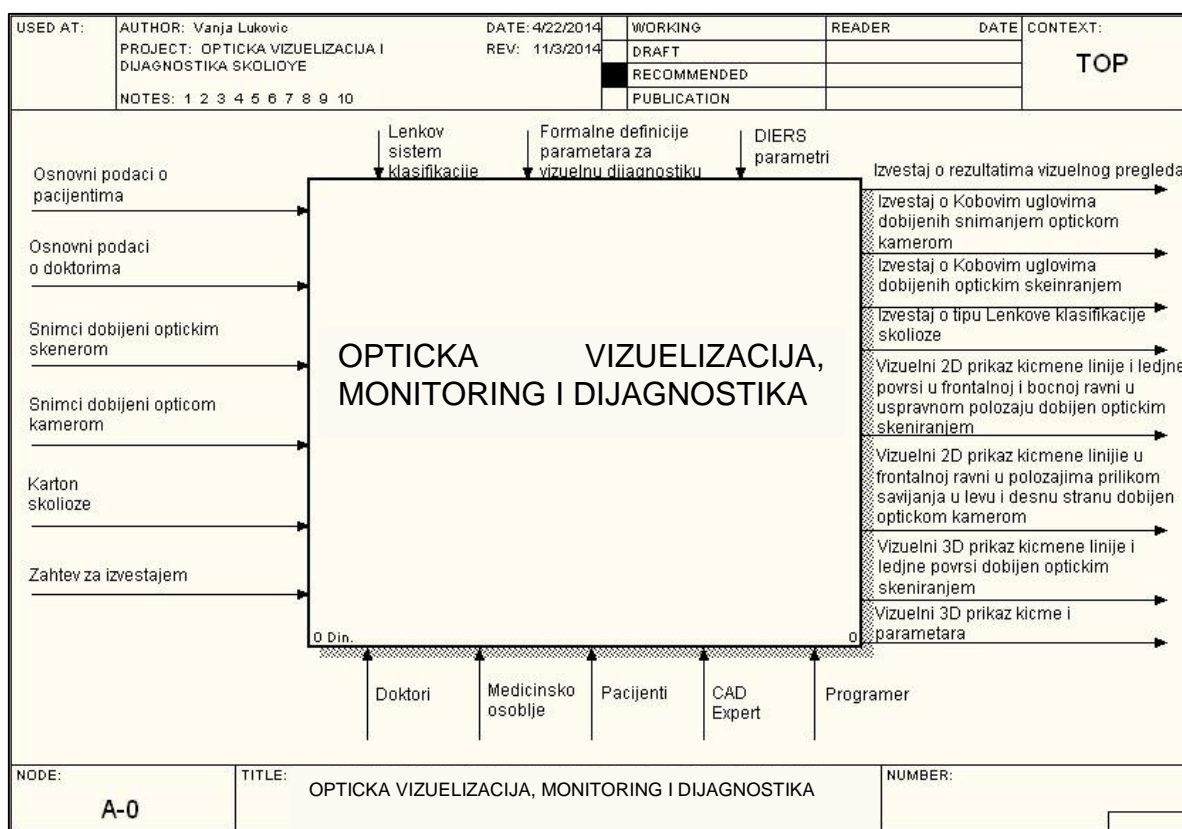 USED AT:
AUTHOR: Vanja Lukovic
DATE: 4/22/2014
PROJECT: OPTICKA VIZUELIZACIJA I
DIJAGNOSTIKA SKOLIOYE
REV: 11/3/2014
NOTES: 1 2 3 4 5 6 7 8 9 10
WORKING
DRAFT
RECOMMENDED
PUBLICATION
READER DATE
CONTEXT:
TOP
Lenkov
sistem
klasifikacije
Formalne definicije
parametara za
vizuelnu dijagnostiku
DIERS
parametri
Osnovni podaci o
pacijentima
Osnovni podaci
o doktorima
Snimci dobijeni optickim
skenerom
Snimci dobijeni opticom
kamerom
Karton
skolioze
Zahtev za izvestajem
OPTICKA VIZUELIZACIJA,
MONITORING I DIJAGNOSTIKA
0 Din.
0
Izvestaj o rezultatima vizuelnog pregleda
Izvestaj o Kobovim uglovima
dobijenih snimanjem optickom
kamerom
Izvestaj o Kobovim uglovima
dobijenih optickim skeinranjem
Izvestaj o tipu Lenkove klasifikacije
skolioze
Vizuelni 2D prikaz kicmene linije i ledjne
povrsi u frontalnoj i bocnoj ravni u
uspravnom polozaju dobijen optickim
skeniranjem
Vizuelni 2D prikaz kicmene linijie u
frontalnoj ravni u polozajima prilikom
savijanja u levu i desnu stranu dobijen
optickom kamerom
Vizuelni 3D prikaz kicmene linije i
ledjne povrsi dobijen optickim
skeniranjem
Vizuelni 3D prikaz kicme i
parametara
Doktori
Medicinsko
osoblje
Pacijenti
CAD
Expert
Programer
NODE:
A-0
TITLE:
OPTICKA VIZUELIZACIJA, MONITORING I DIJAGNOSTIKA
NUMBER: